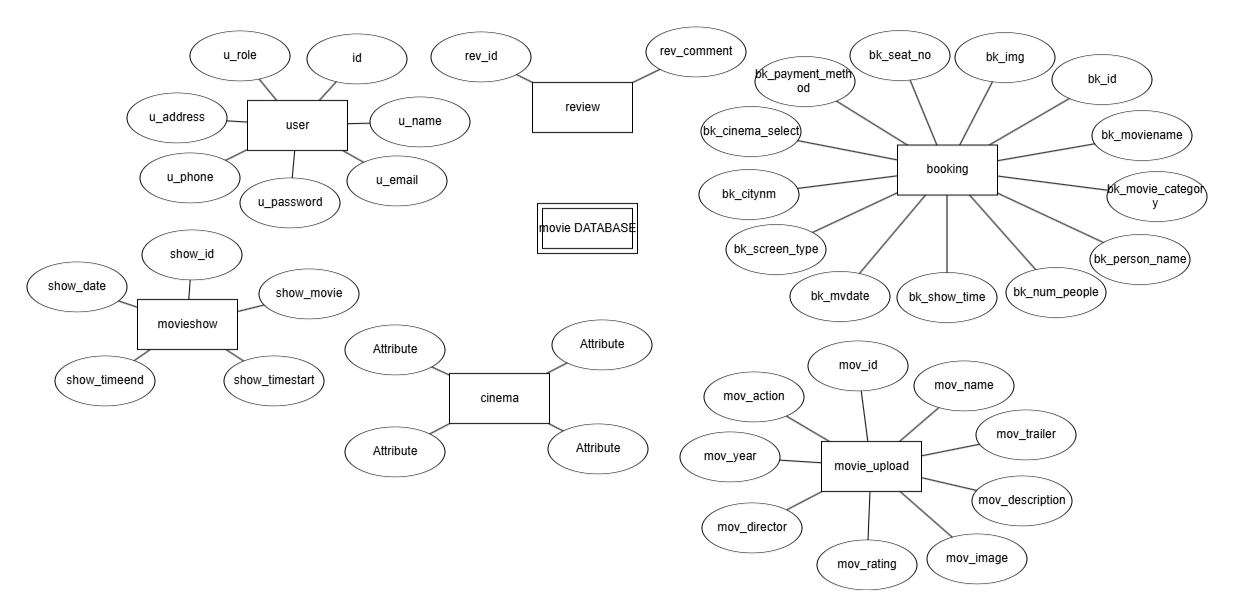 u_role
id
u_address
user
u_name
u_phone
u_password
u_email
rev_id
rev_comment
review
bk_payment_meth
od
bk_seat_no
bk_img
bk_id
bk_cinema_select
bk_moviename
booking
bk_citynm
bk_movie_categor
y
bk_screen_type
bk_person_name
bk_mvdate
bk_show_time
bk_num_people
movie DATABASE
show_id
show_date
show_movie
movieshow
show_timeend
show_timestart
Attribute
Attribute
cinema
Attribute
Attribute
mov_id
mov_action
mov_name
mov_trailer
mov_year
movie_upload
mov_description
mov_director
mov_rating
mov_image